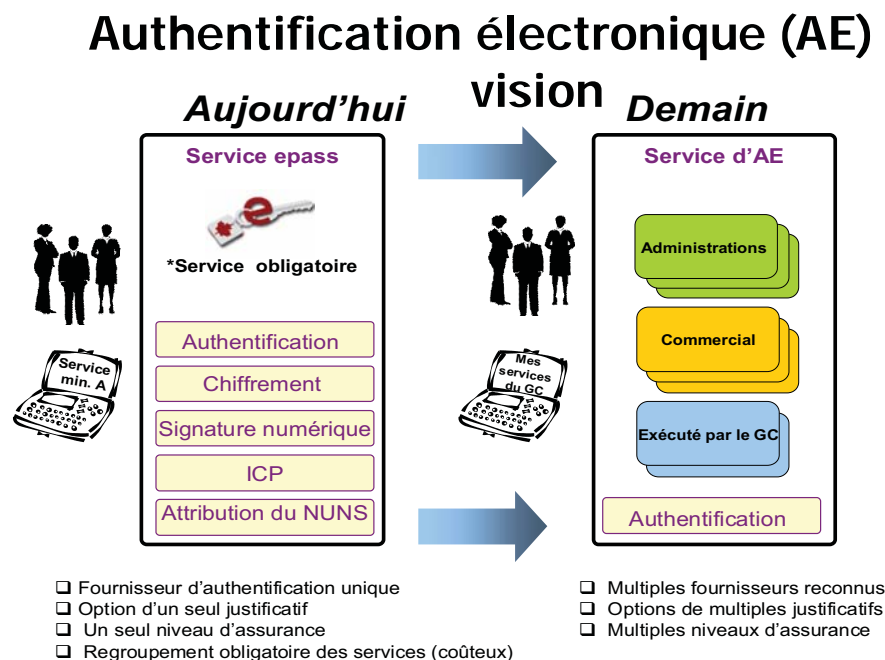 Authentification électronique (AE)
vision
Aujourd'hui
Demain
Service epass
e
*Service obligatoire
Service
min. A
Authentification
Chiffrement
Signature numérique
ICP
Attribution du NUNS
Service d'AE
Administrations
Commercial
Exécuté par le GC
Authentification
Mes
services
du GC
❑ Fournisseur d'authentification unique
❑ Option d'un seul justificatif
❑ Un seul niveau d'assurance
❑ Regroupement obligatoire des services (coûteux)
❑ Multiples fournisseurs reconnus
❑ Options de multiples justificatifs
❑ Multiples niveaux d'assurance